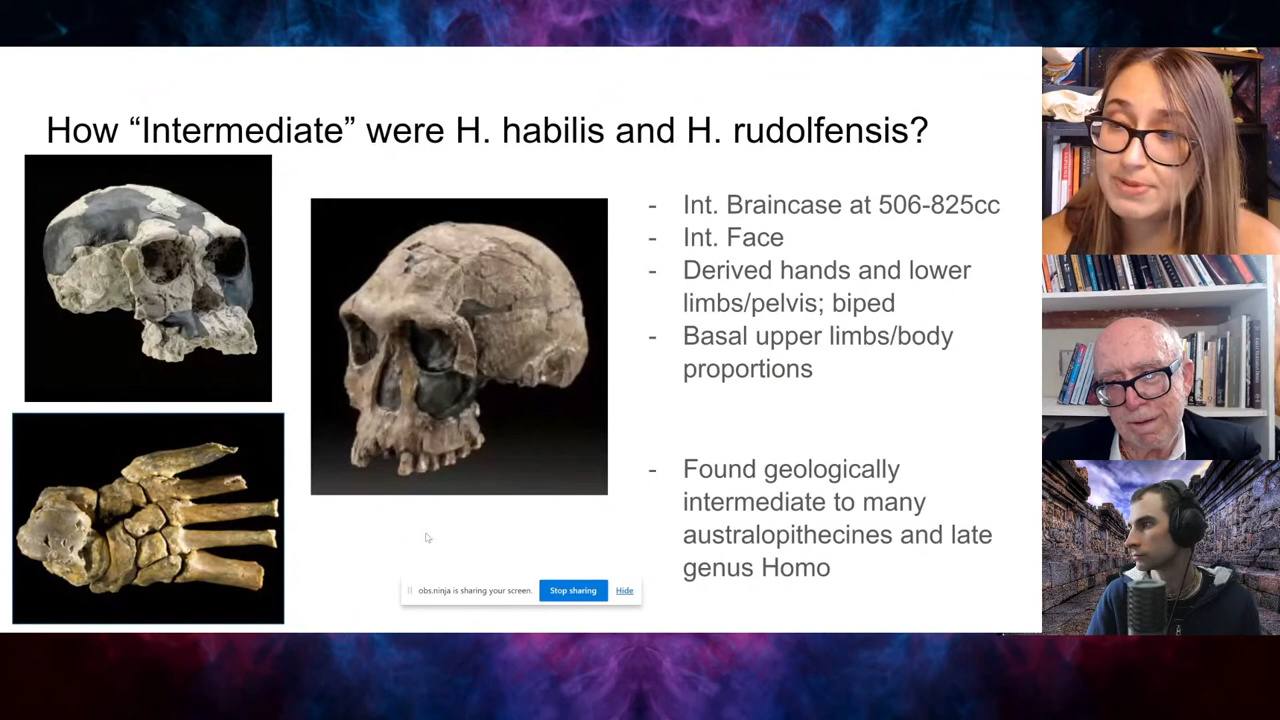 How “Intermediate” were H. habilis and H. rudolfensis?
- Int. Braincase at 506-825cc
- Int. Face
- Derived hands and lower
limbs/pelvis; biped
- Basal upper limbs/body
proportions
- Found geologically
intermediate to many
australopithecines and late
genus Homo
obs.ninja is sharing your screen. Stop sharing Hide
SAPIENS